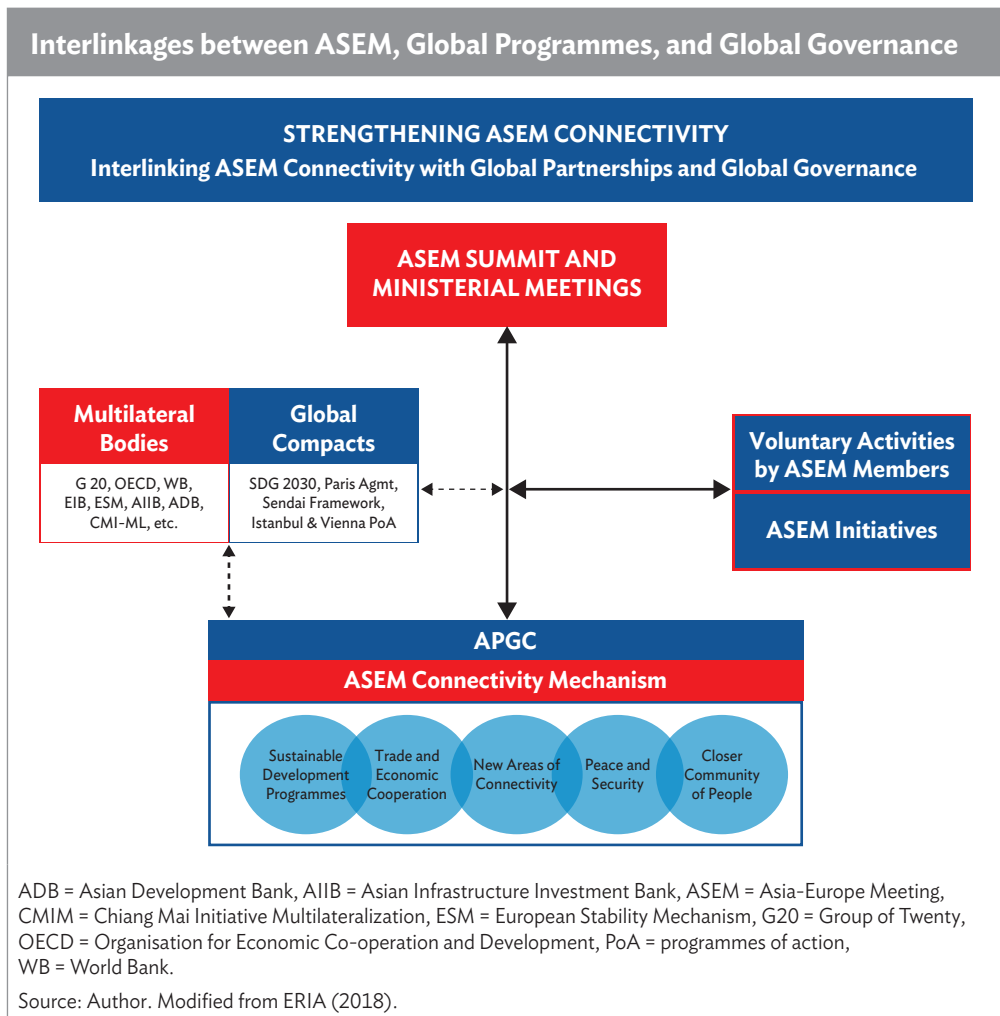 Interlinkages between ASEM, Global Programmes, and Global Governance
STRENGTHENING ASEM CONNECTIVITY
Interlinking ASEM Connectivity with Global Partnerships and Global Governance
ASEM SUMMIT AND
MINISTERIAL MEETINGS
Multilateral
Bodies
G 20, OECD, WB,
EIB, ESM, AIIB, ADB,
CMI-ML, etc.
Global
Compacts
SDG 2030, Paris Agmt,
Sendai Framework,
Istanbul & Vienna PoA
Voluntary Activities
by ASEM Members
ASEM Initiatives
APGC
ASEM Connectivity Mechanism
Sustainable
Development
Programmes
Trade and
Economic
Cooperation
New Areas of
Connectivity
Peace and
Security
Closer
Community
of People
ADB = Asian Development Bank, AIIB = Asian Infrastructure Investment Bank, ASEM = Asia-Europe Meeting,
CMIM = Chiang Mai Initiative Multilateralization, ESM = European Stability Mechanism, G20 = Group of Twenty,
OECD = Organisation for Economic Co-operation and Development, PoA = programmes of action,
WB = World Bank.
Source: Author. Modified from ERIA (2018).